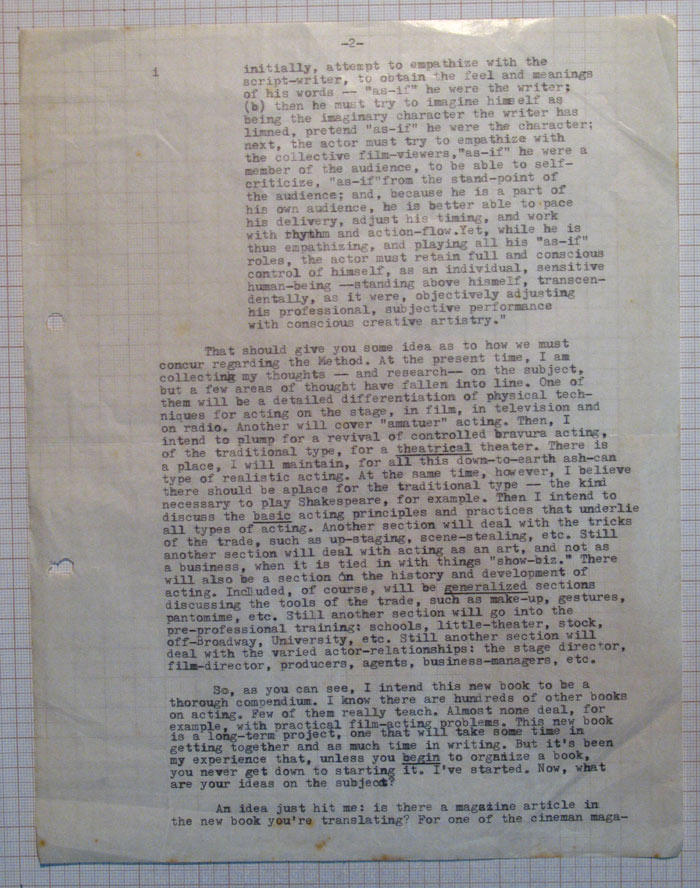 -2-
i
initially, attempt to empathize with the
script-writer, to obtain the feel and meanings
of his words -- "as-if" he were the writer;
(b) then he must try to imagine himself as
being the imaginary character the writer has
limned, pretend "as-if" he were the character;
next, the actor must try to empathize with
the collective film-viewers,"as-if" he were a
member of the audience, to be able to self-
criticize, "as-if"from the stand-point of
the audience; and, because he is a part of
his own audience, he is better able to pace
his delivery, adjust his timing, and work
with rhythm and action-flow.Yet, while he is
thus empathizing, and playing all his "as-if"
roles, the actor must retain full and conscious
control of himself, as an individual, sensitive
human-being --standing above hismelf, transcen-
dentally, as it were, objectively adjusting
his professional, subjective performance
with conscious creative artistry."
That should give you some idea as to how we must
concur regarding the Method. At the present time, I am
collecting my thoughts -- and research-- on the subject,
but a few areas of thought have fallen into line. One of
them will be a detailed differentiation of physical tech-
niques for acting on the stage, in film, in television and
on radio. Another will cover "amatuer" acting. Then, I
intend to plump for a revival of controlled bravura acting,
of the traditional type, for a theatrical theater. There is
a place, I will maintain, for all this down-to-earth ash-can
type of realistic acting. At the same time, however, I believe
there should be aplace for the traditional type -- the kind
necessary to play Shakespeare, for example. Then I intend to
discuss the basic acting principles and practices that underlie
all types of acting. Another section will deal with the tricks
of the trade, such as up-staging, scene-stealing, etc. Still
another section will deal with acting as an art, and not as
a business, when it is tied in with things "show-biz." There
will also be a section on the history and development of
acting. Included, of course, will be generalized sections
discussing the tools of the trade, such as make-up, gestures,
pantomime, etc. Still another section will go into the
pre-professional training: schools, little-theater, stock,
off-Broadway, University, etc. Still another section will
deal with the varied actor-relationships: the stage director,
film-director, producers, agents, business-managers, etc.
So, as you can see, I intend this new book to be a
thorough compendium. I know there are hundreds of other books
on acting. Few of them really teach. Almost none deal, for
example, with practical film-acting problems. This new book
is a long-term project, one that will take some time in
getting together and as much time in writing. But it's been
my experience that, unless you begin to orgnaize a book,
you never get down to starting it. I've started. Now, what
are your ideas on the subject?
An idea just hit me: is there a magazine article in
the new book you're translating? For one of the cineman maga-